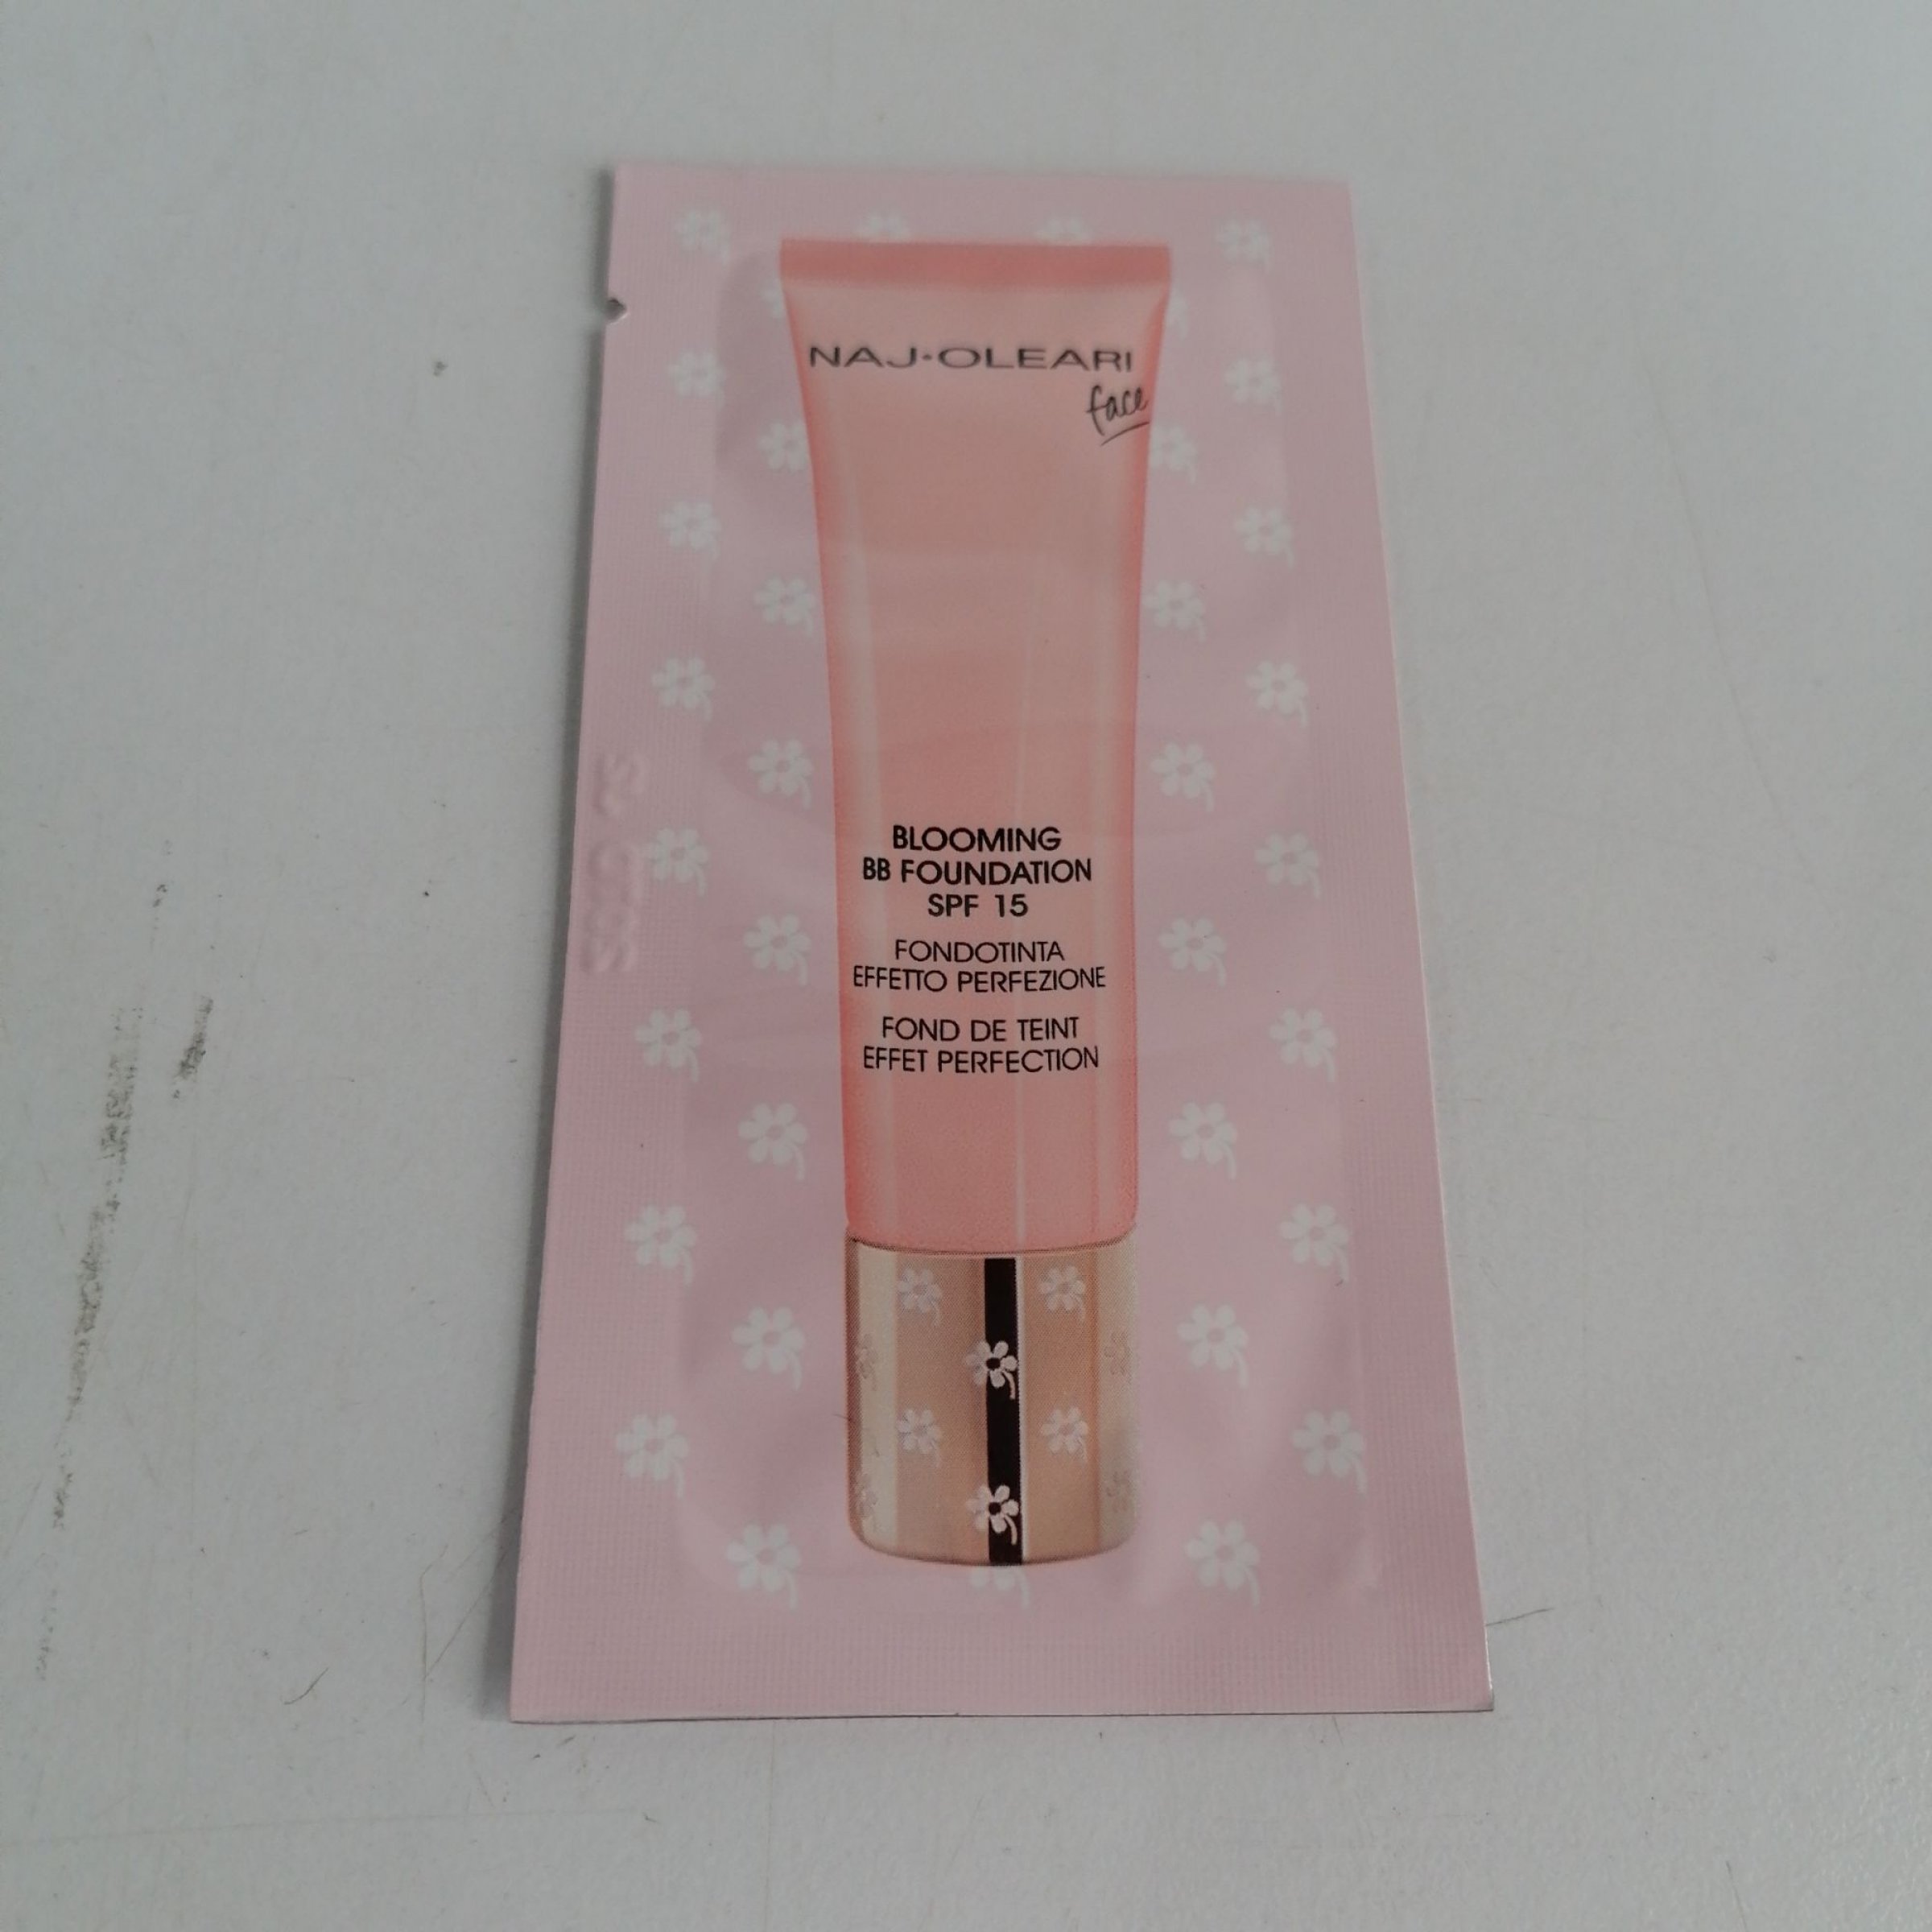 NAJ•OLEARI
face
BLOOMING
BB FOUNDATION
SPF 15
FONDOTINTA
EFFETTO PERFEZIONE
FOND DE TEINT
EFFET PERFECTION